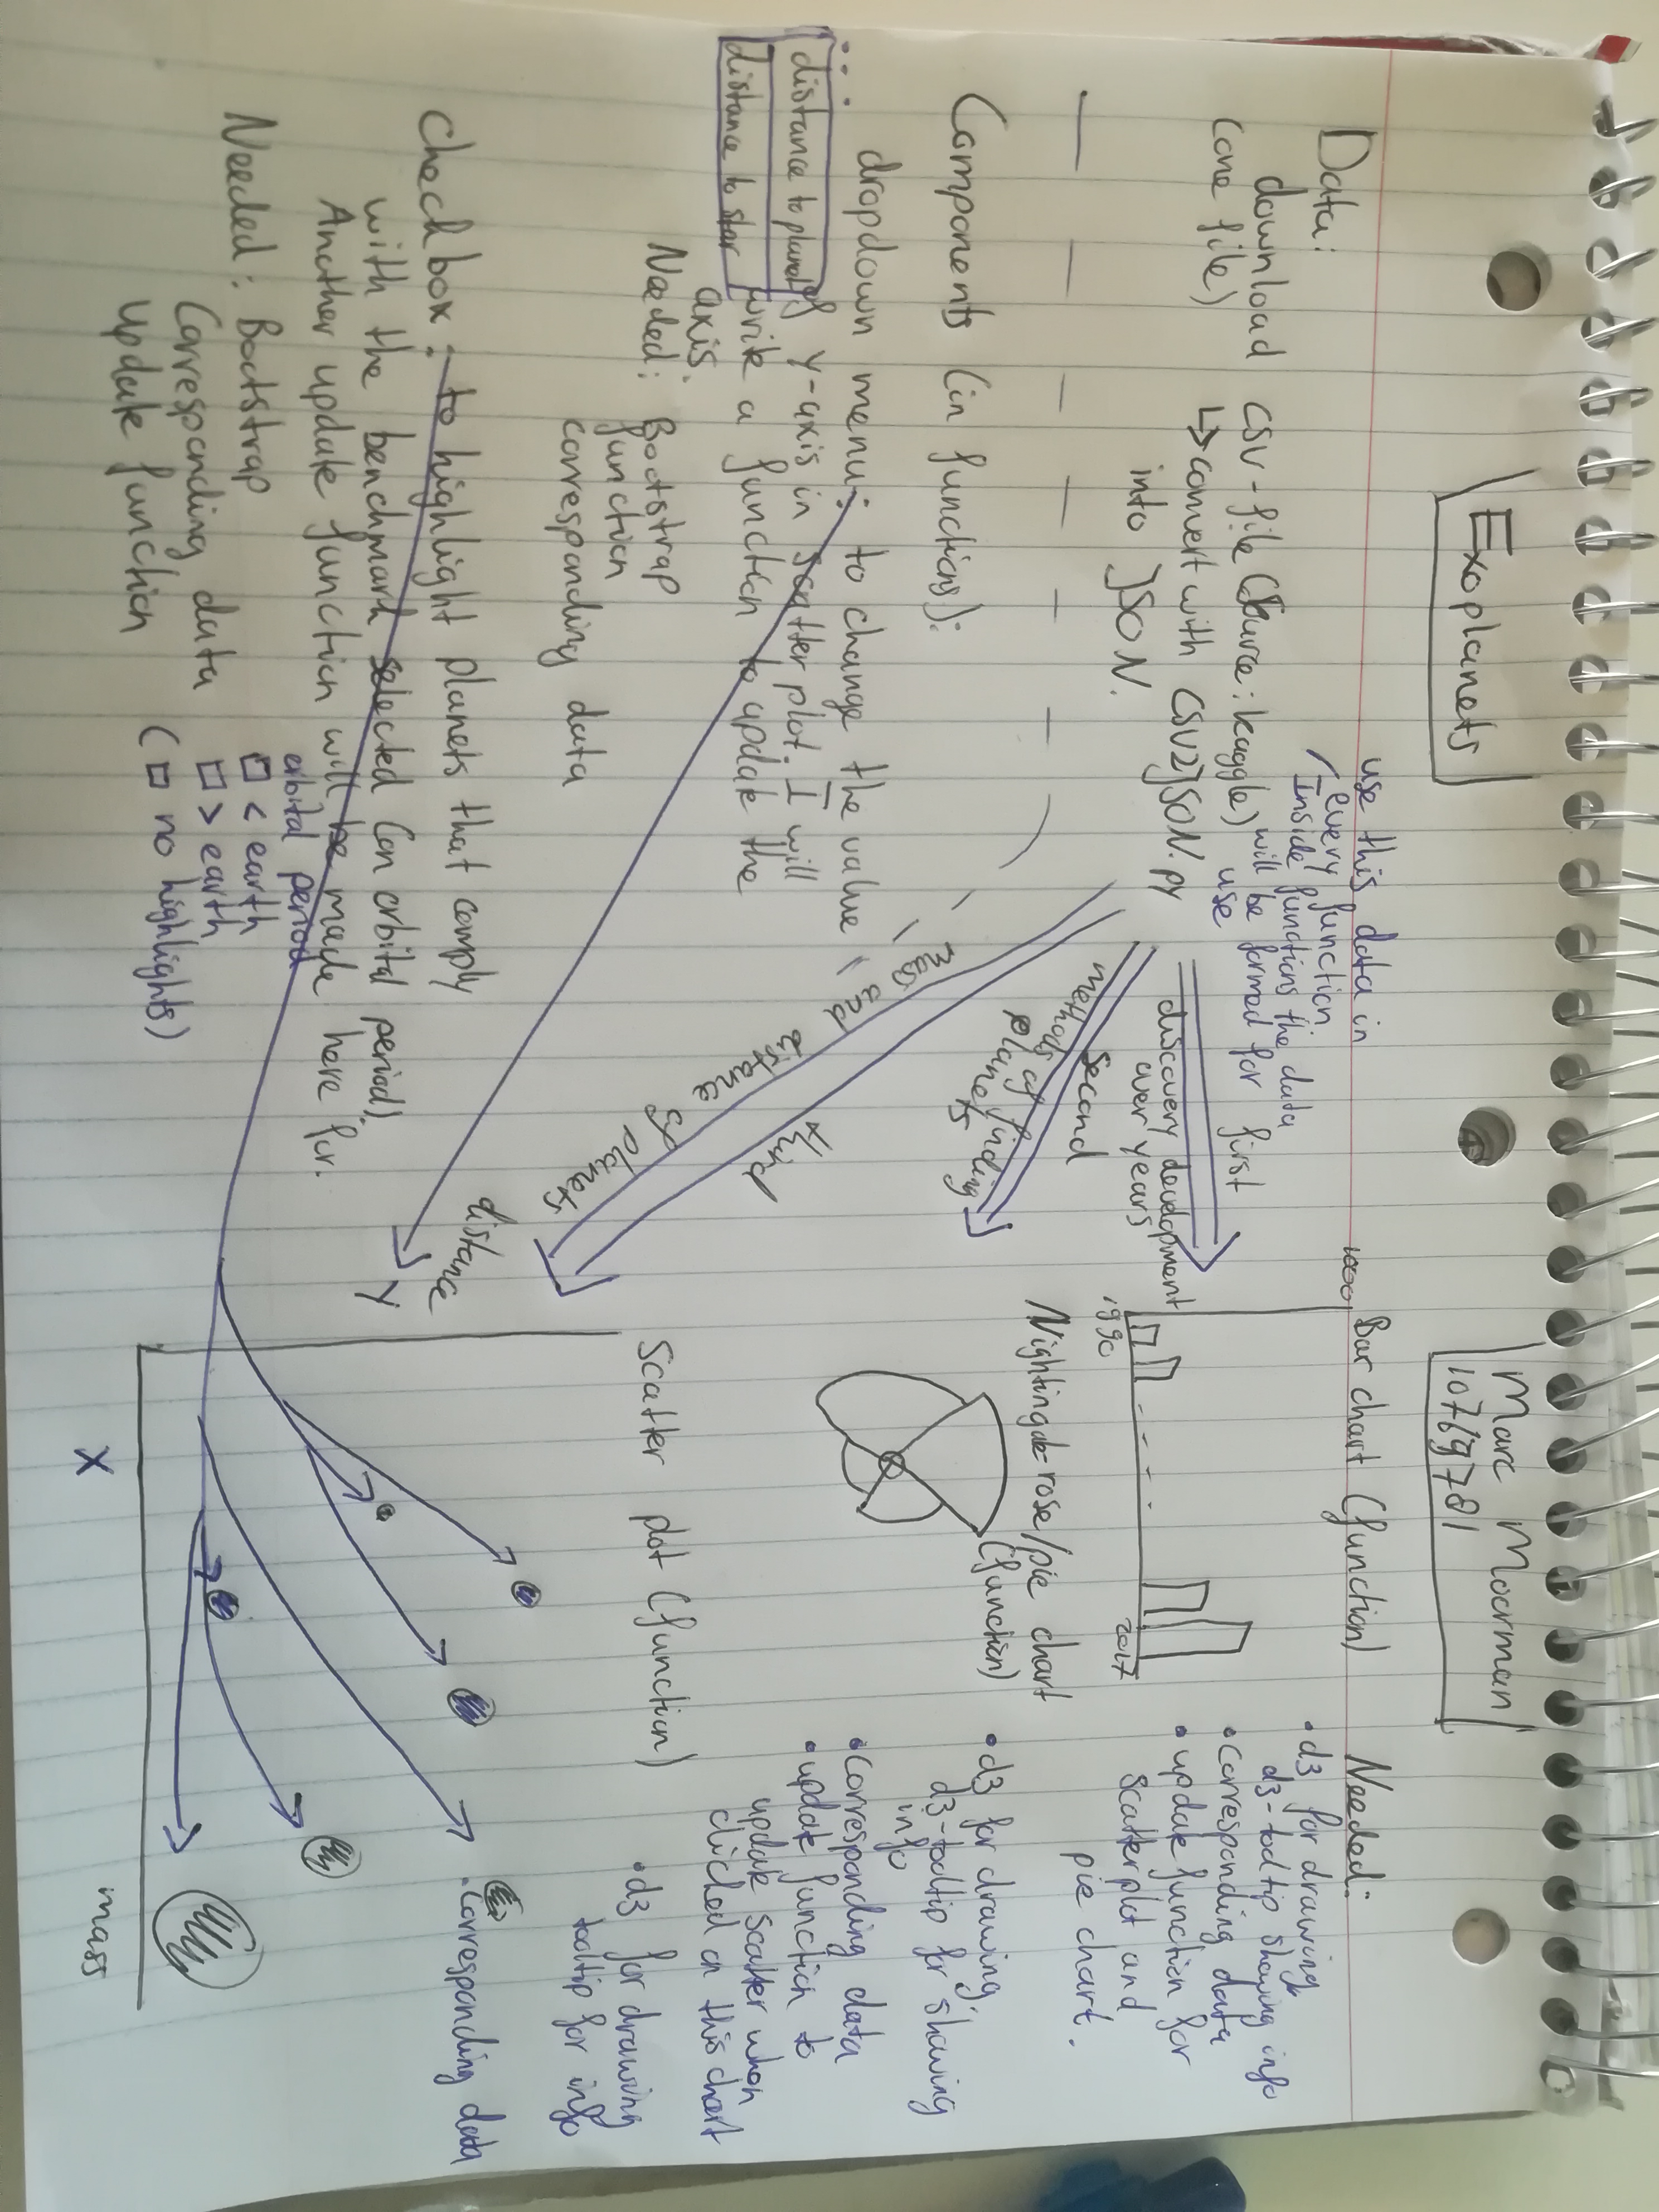 Exoplanets
Marc Moorman
10769781
Data:
download
(one file)
CSV-file (Source: kaggle)
↳ convert with CSV2JSON.py
into JSON.
use this data in
every function.
Inside functions the data
will be formed for
use
first
discovery development
over years
Second
methods of finding
planets
third
mass and distance of planets
Components (in functions):
dropdown menu: to change the value
of y-axis in scatter plot. I will
write a function to update the
axis.
distance to planet
distance to star
Needed: Bootstrap
function
corresponding data
Checkbox: to highlight planets that comply
with the benchmark selected (on orbital period).
Another update function will be made here for.
Needed: Bootstrap
Corresponding data
update function
orbital period
□ < earth
□ > earth
(□ no highlights)
Bar chart (function)
1000
1990
2017
Needed:
• d3 for drawing
d3-tooltip showing info
• corresponding data
• update function for
scatterplot and
pie chart.
Nightingale-rose/pie chart
(function)
• d3 for drawing,
d3-tooltip for showing
info
• corresponding data
• update function to
update scatter when
clicked on this chart
Scatter plot (function)
• d3 for drawing
tooltip for info
• corresponding data
distance
Y
X
mass